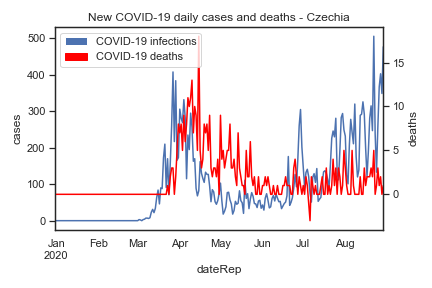 New COVID-19 daily cases and deaths - Czechia
COVID-19 infections
COVID-19 deaths
500
400
300
200
100
0
cases
15
10
5
0
deaths
Jan Feb Mar Apr May Jun Jul Aug
2020
dateRep